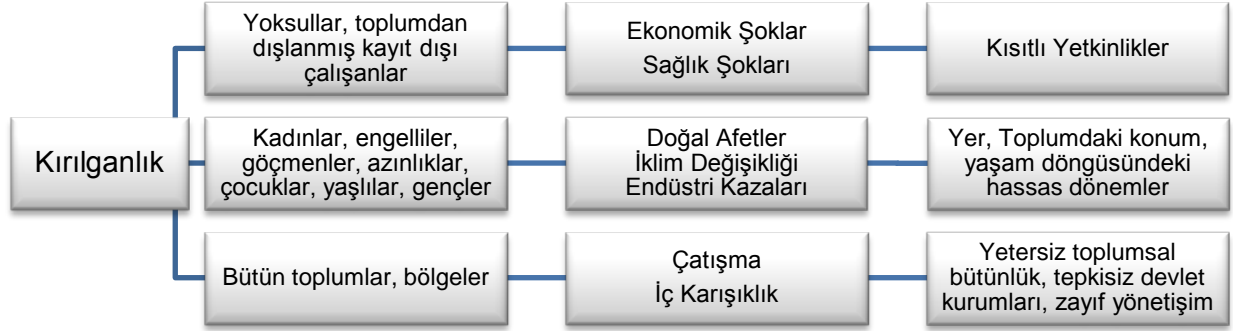 Yoksullar, toplumdan
dışlanmış kayıt dışı
çalışanlar
Ekonomik Şoklar
Sağlık Şokları
Kısıtlı Yetkinlikler
Kırılganlık
Kadınlar, engelliler,
göçmenler, azınlıklar,
çocuklar, yaşlılar, gençler
Doğal Afetler
İklim Değişikliği
Endüstri Kazaları
Yer, Toplumdaki konum,
yaşam döngüsündeki
hassas dönemler
Bütün toplumlar, bölgeler
Çatışma
İç Karışıklık
Yetersiz toplumsal
bütünlük, tepkisiz devlet
kurumları, zayıf yönetişim